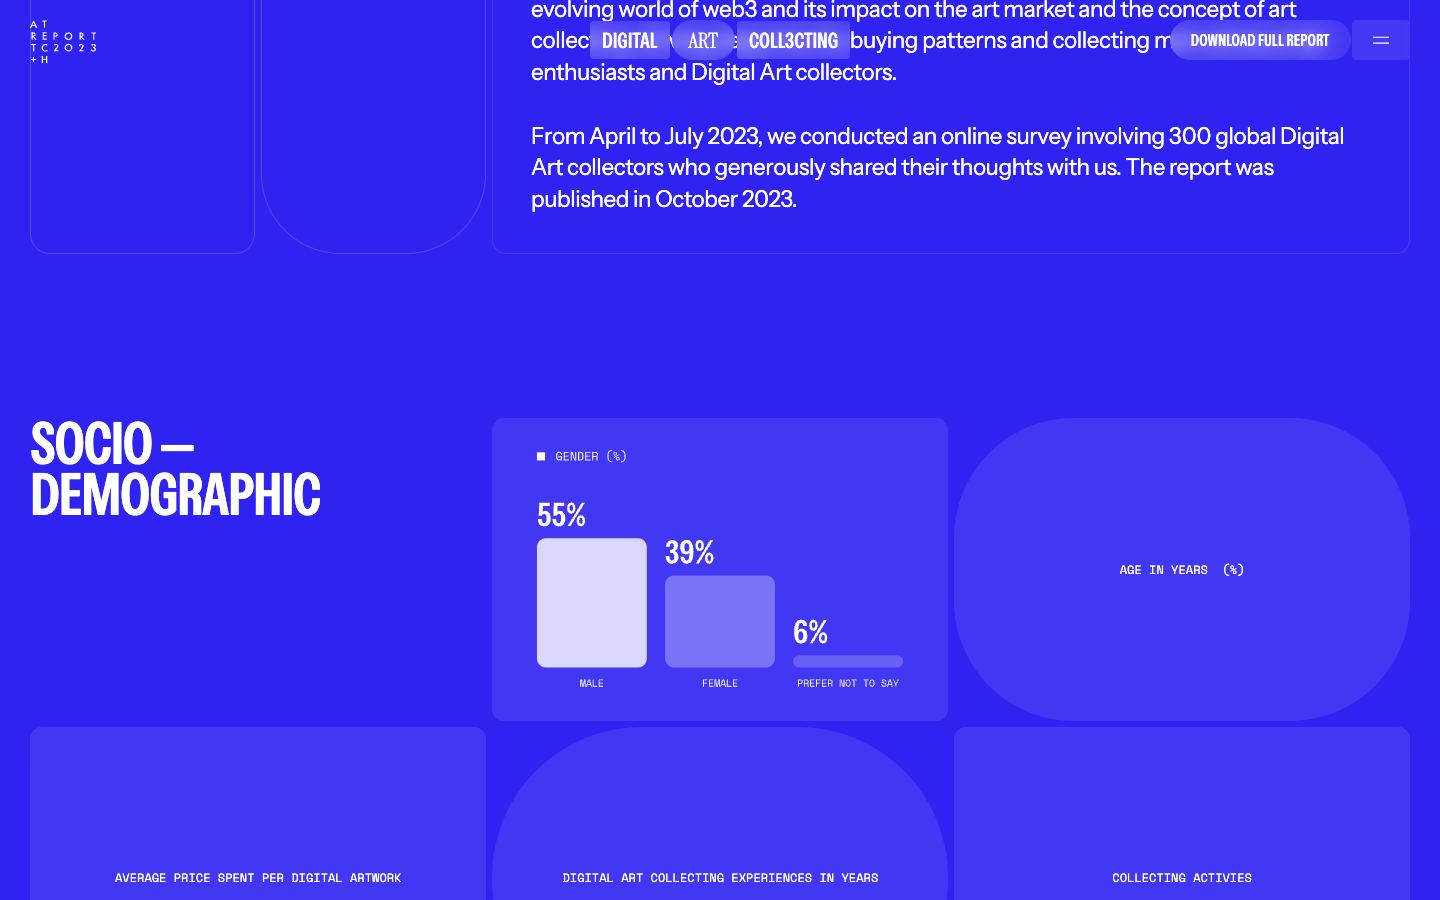 evolving world of web3 and its impact on the art market and the concept of art
A T
R E P O R T
T C 2 0 2 3
+ H
DIGITAL ART COLL3CTING
buying patterns and collecting
DOWNLOAD FULL REPORT
enthusiasts and Digital Art collectors.
From April to July 2023, we conducted an online survey involving 300 global Digital
Art collectors who generously shared their thoughts with us. The report was
published in October 2023.
SOCIO —
DEMOGRAPHIC
GENDER (%)
55%
39%
6%
MALE
FEMALE
PREFER NOT TO SAY
AGE IN YEARS (%)
AVERAGE PRICE SPENT PER DIGITAL ARTWORK
DIGITAL ART COLLECTING EXPERIENCES IN YEARS
COLLECTING ACTIVIES